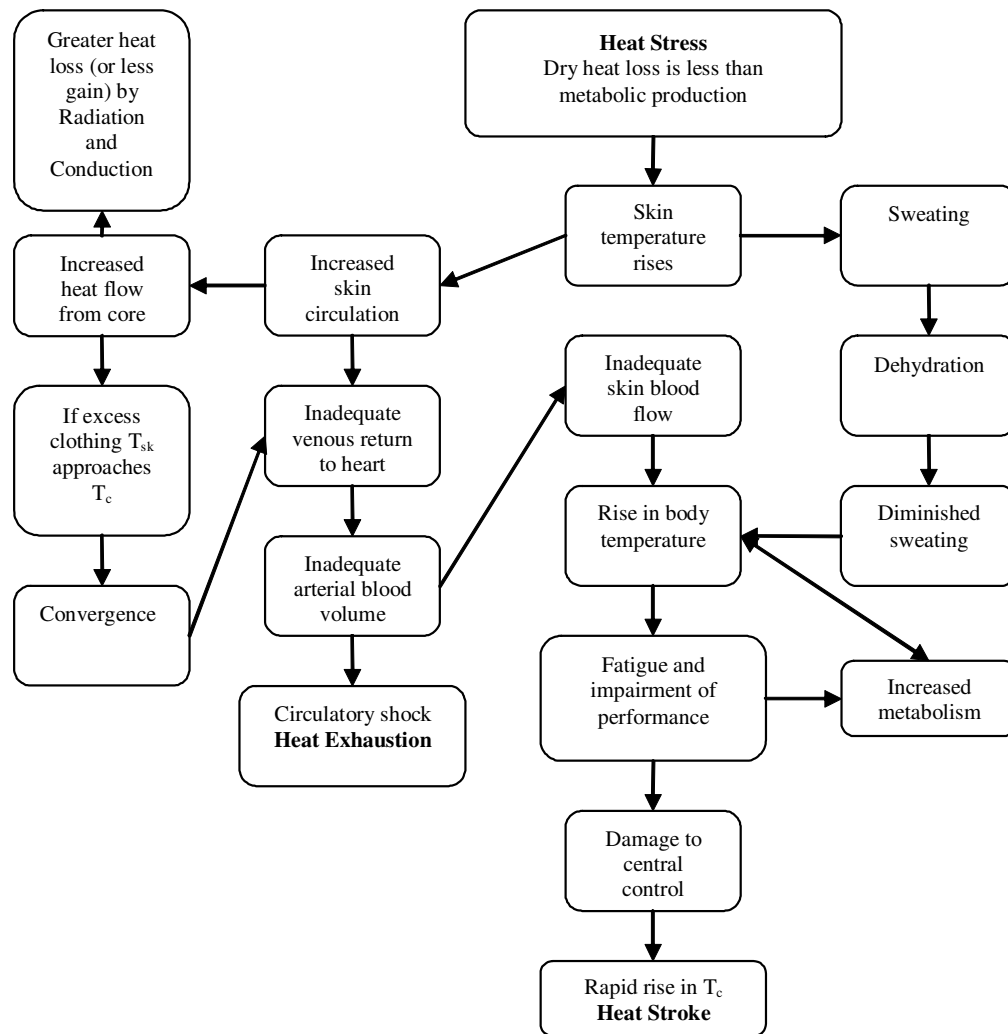 Greater heat
loss (or less
gain) by
Radiation
and
Conduction
Heat Stress
Dry heat loss is less than
metabolic production
Skin
temperature
rises
Sweating
Increased
heat flow
from core
Increased
skin
circulation
Inadequate
skin blood
flow
Dehydration
If excess
clothing Tsk
approaches
Tc
Inadequate
venous return
to heart
Rise in body
temperature
Diminished
sweating
Convergence
Inadequate
arterial blood
volume
Fatigue and
impairment of
performance
Increased
metabolism
Circulatory shock
Heat Exhaustion
Damage to
central
control
Rapid rise in Tc
Heat Stroke